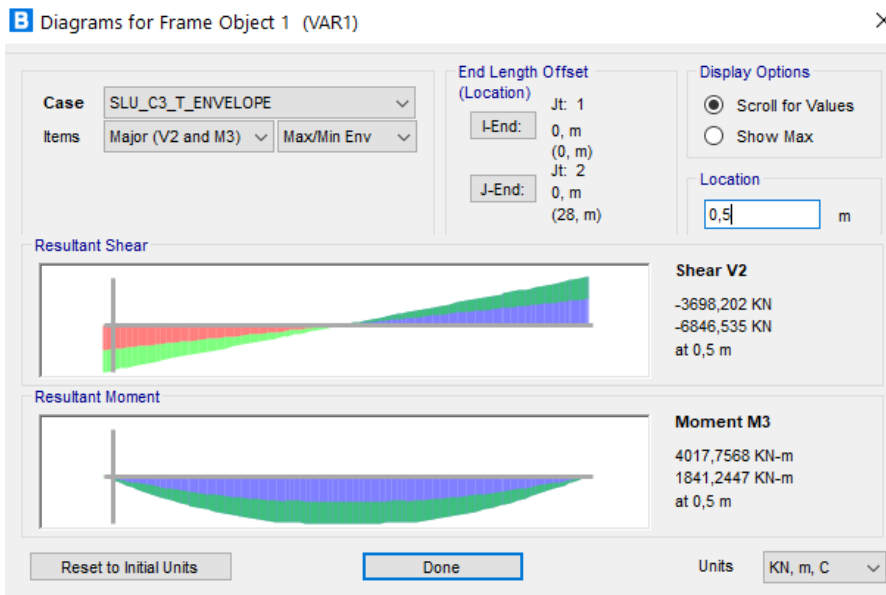 B Diagrams for Frame Object 1 (VAR1)
Case SLU_C3_T_ENVELOPE
Items Major (V2 and M3) Max/Min Env
End Length Offset
(Location)
Jt: 1
I-End: 0, m
(0, m)
Jt: 2
J-End: 0, m
(28, m)
Display Options
Scroll for Values
Show Max
Location
0,5 m
Resultant Shear
Shear V2
-3698,202 KN
-6846,535 KN
at 0,5 m
Resultant Moment
Moment M3
4017,7568 KN-m
1841,2447 KN-m
at 0,5 m
Reset to Initial Units Done Units KN, m, C